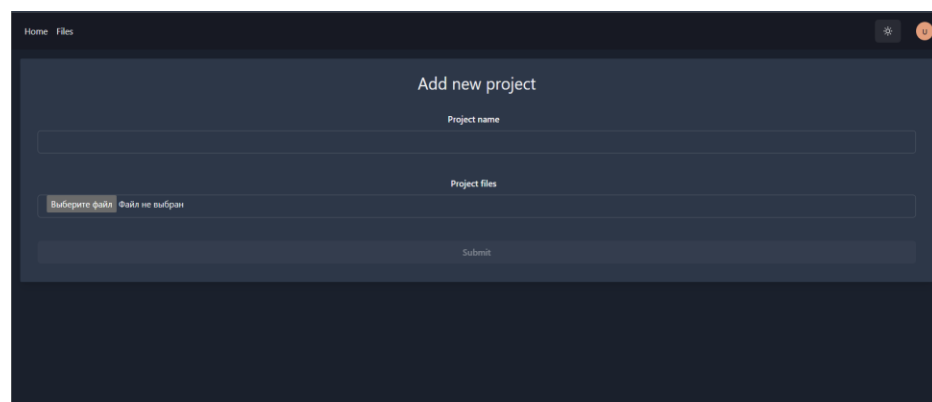 Home Files
U
Add new project
Project name
Project files
Выберите файл Файл не выбран
Submit